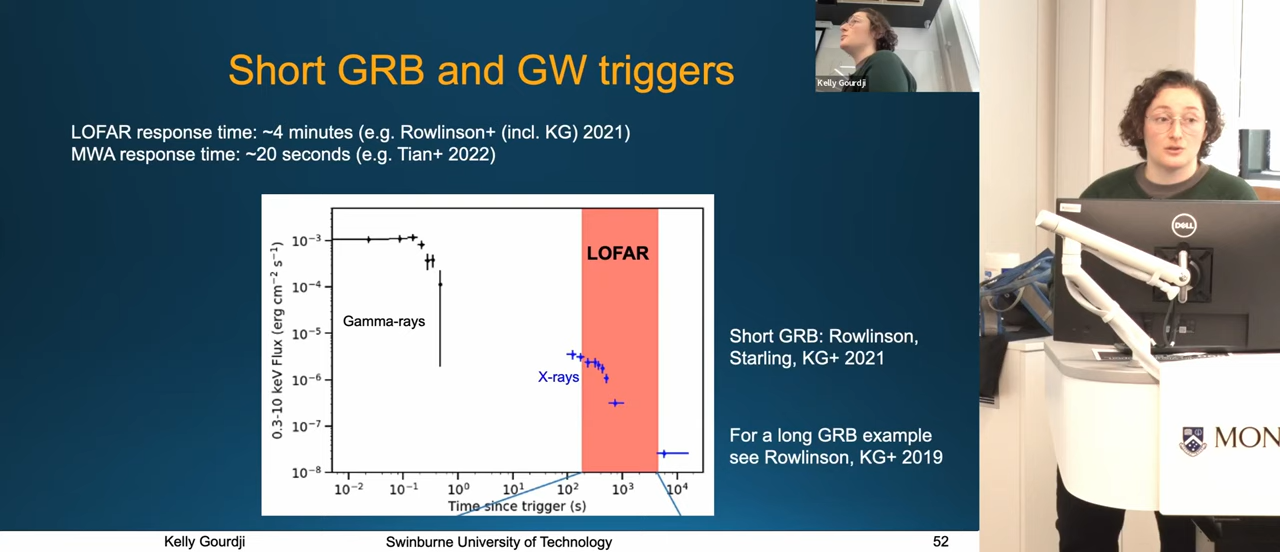 Short GRB and GW triggers
Kelly Gourdji
LOFAR response time: ~4 minutes (e.g. Rowlinson+ (incl. KG) 2021)
MWA response time: ~20 seconds (e.g. Tian+ 2022)
0.3-10 keV Flux (erg cm⁻² s⁻¹)
10⁻³
10⁻⁴
10⁻⁵
10⁻⁶
10⁻⁷
10⁻⁸
LOFAR
Gamma-rays
X-rays
10⁻² 10⁻¹ 10⁰ 10¹ 10² 10³ 10⁴
Time since trigger (s)
Short GRB: Rowlinson,
Starling, KG+ 2021
For a long GRB example
see Rowlinson, KG+ 2019
Kelly Gourdji Swinburne University of Technology 52
DELL
MON